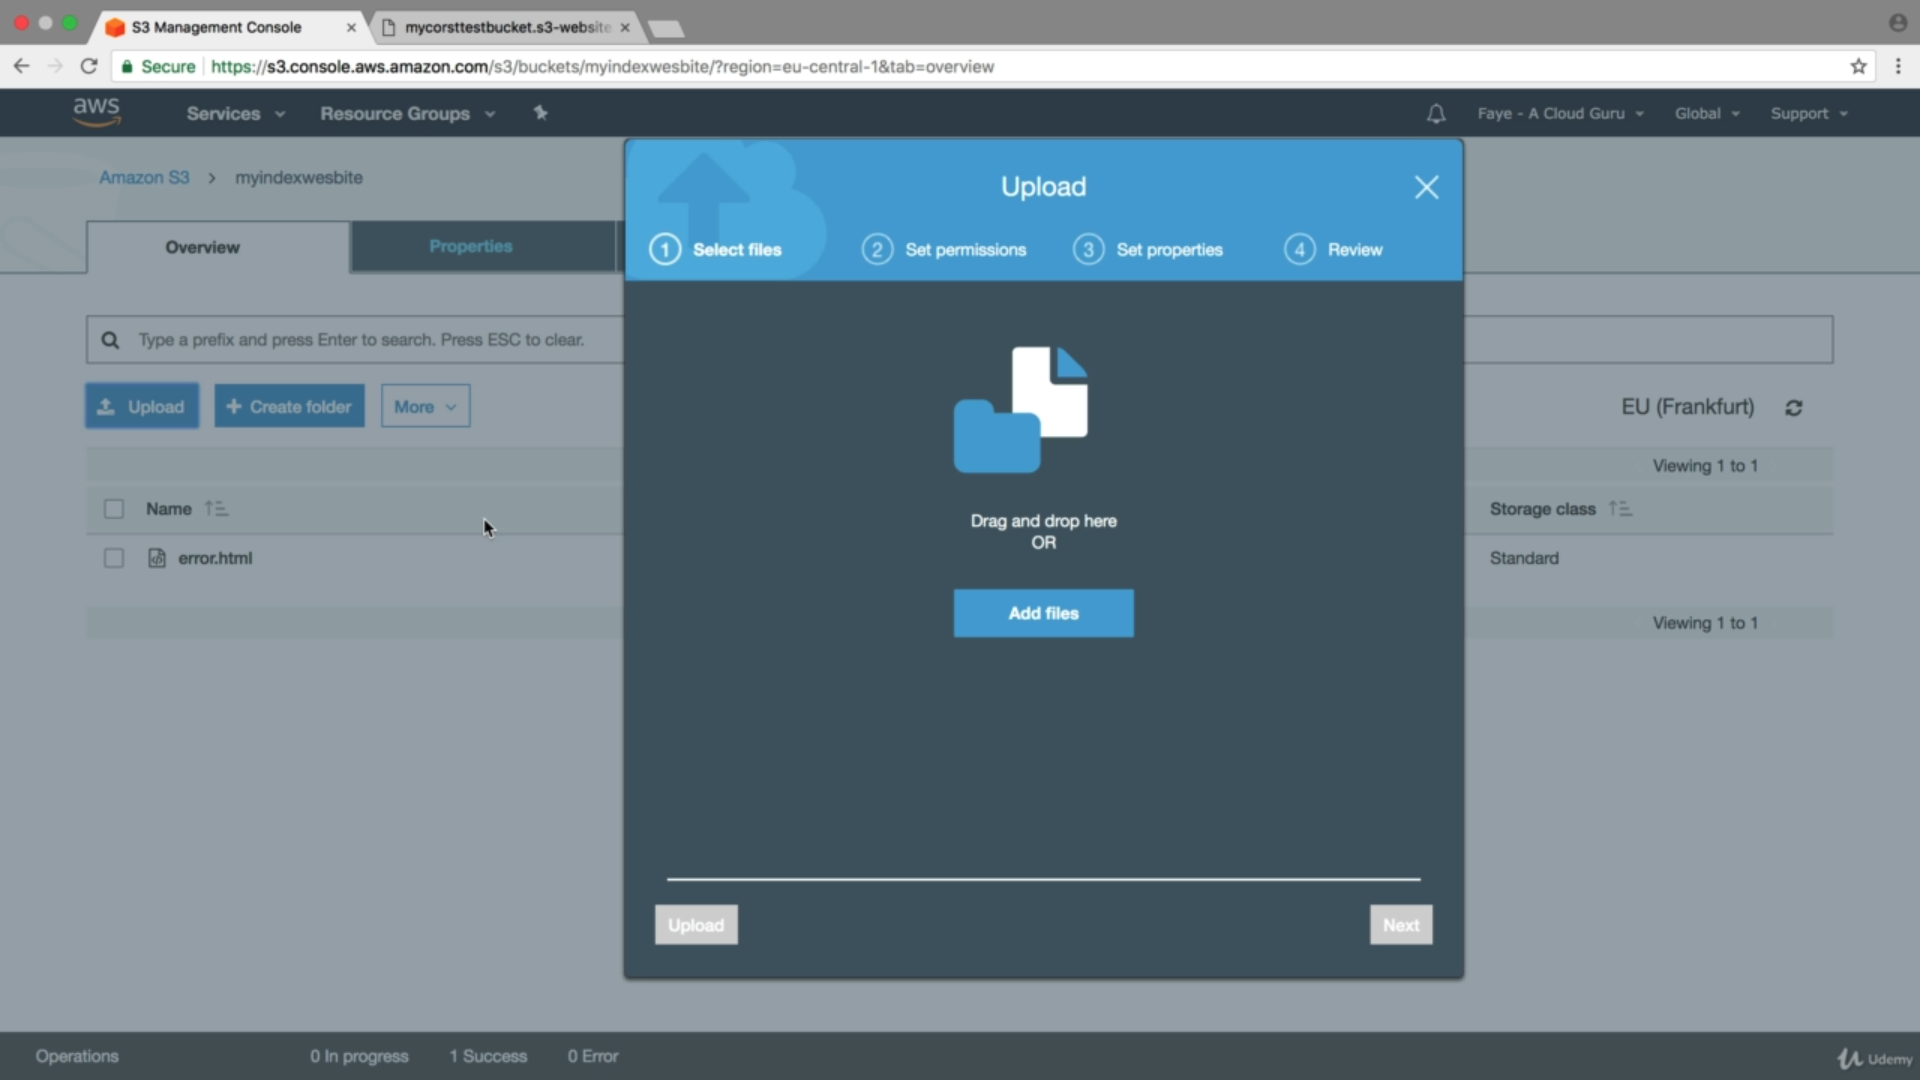 S3 Management Console
mycorsttestbucket.s3-website
Secure
https://s3.console.aws.amazon.com/s3/buckets/myindexwesbite/?region=eu-central-1&tab=overview
aws
Services
Resource Groups
Faye - A Cloud Guru
Global
Support
Amazon S3 > myindexwesbite
Overview
Properties
Type a prefix and press Enter to search. Press ESC to clear.
Upload
+ Create folder
More
EU (Frankfurt)
Viewing 1 to 1
Name
Storage class
error.html
Standard
Viewing 1 to 1
Upload
1 Select files
2 Set permissions
3 Set properties
4 Review
Drag and drop here
OR
Add files
Upload
Next
Operations
0 In progress
1 Success
0 Error
Udemy